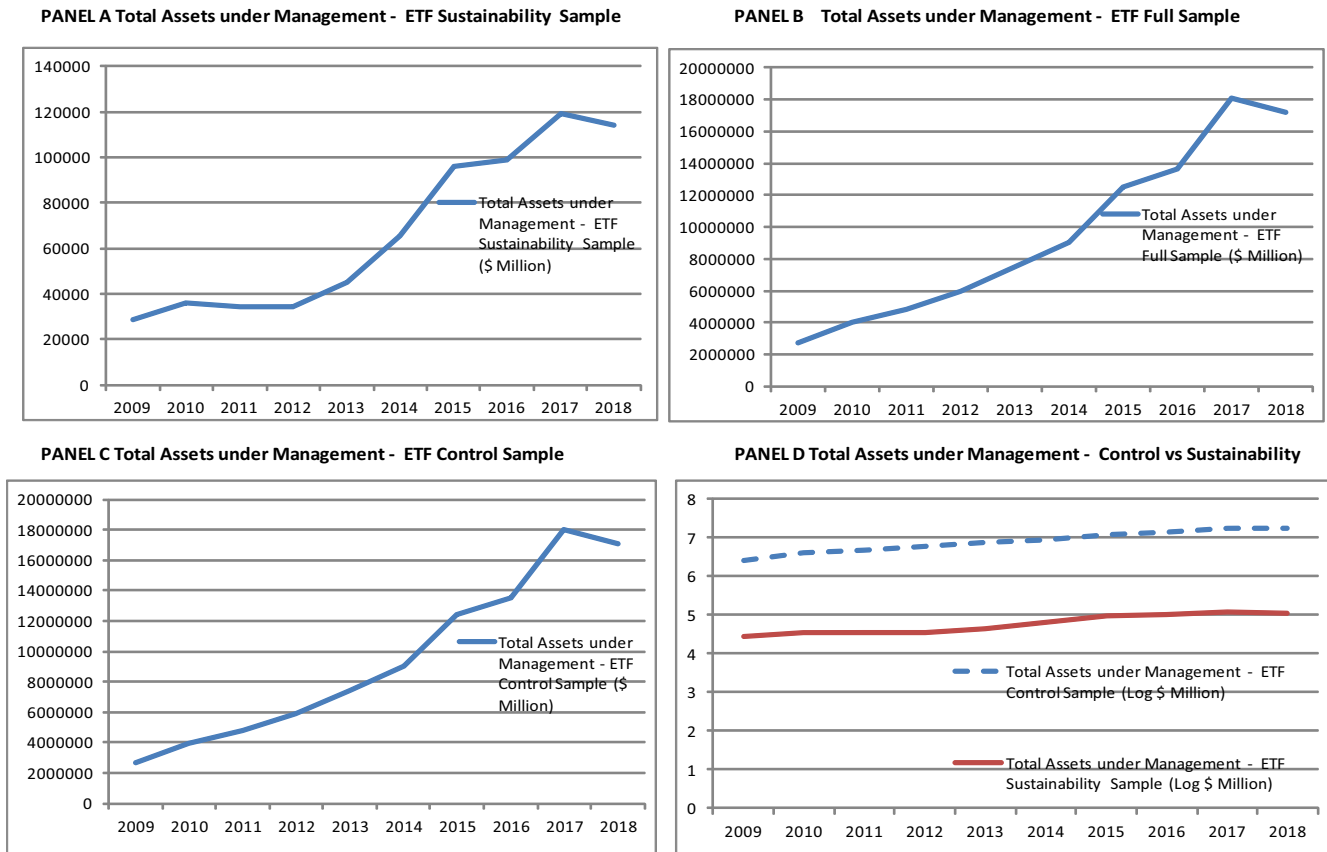 PANEL A Total Assets under Management - ETF Sustainability Sample
140000
120000
100000
80000
60000
40000
20000
0
2009 2010 2011 2012 2013 2014 2015 2016 2017 2018
Total Assets under
Management - ETF
Sustainability Sample
($ Million)
PANEL B Total Assets under Management - ETF Full Sample
20000000
18000000
16000000
14000000
12000000
10000000
8000000
6000000
4000000
2000000
0
2009 2010 2011 2012 2013 2014 2015 2016 2017 2018
Total Assets under
Management - ETF
Full Sample ($ Million)
PANEL C Total Assets under Management - ETF Control Sample
20000000
18000000
16000000
14000000
12000000
10000000
8000000
6000000
4000000
2000000
0
2009 2010 2011 2012 2013 2014 2015 2016 2017 2018
Total Assets under
Management - ETF
Control Sample ($
Million)
PANEL D Total Assets under Management - Control vs Sustainability
8
7
6
5
4
3
2
1
0
2009 2010 2011 2012 2013 2014 2015 2016 2017 2018
Total Assets under Management - ETF
Control Sample (Log $ Million)
Total Assets under Management - ETF
Sustainability Sample (Log $ Million)